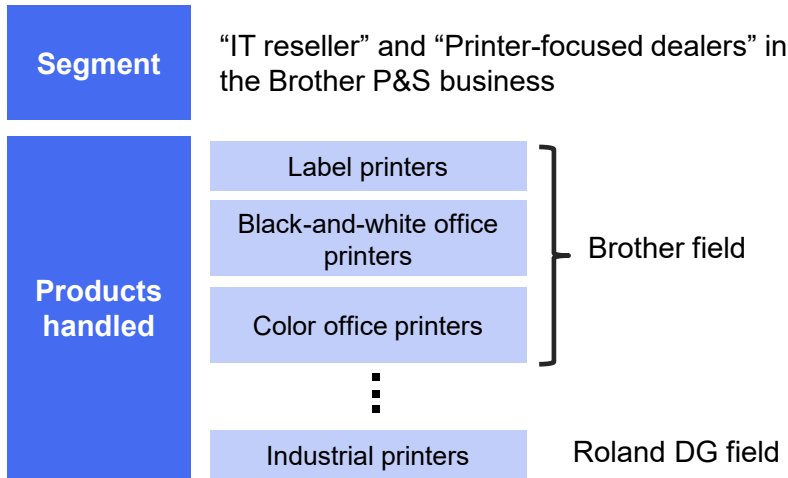 Segment
“IT reseller” and “Printer-focused dealers” in
the Brother P&S business
Products
handled
Label printers
Black-and-white office
printers
Color office printers
Brother field
Industrial printers
Roland DG field